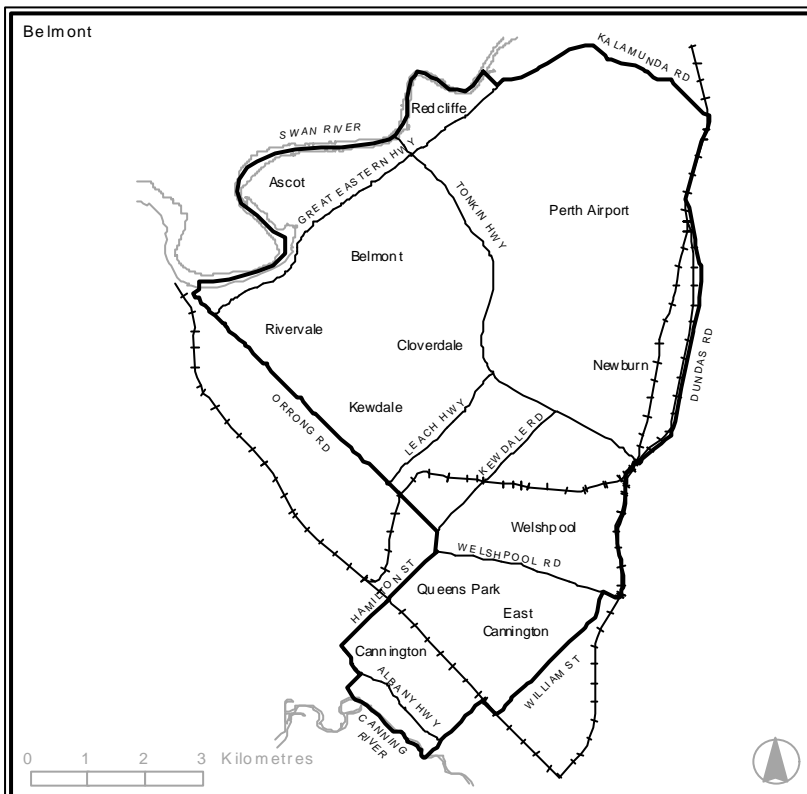 Belmont
KALAMUNDA RD
Redcliffe
SWAN RIVER
GREAT EASTERN HWY
Ascot
TONKIN HWY
Perth Airport
Belmont
Rivervale
Cloverdale
Newburn
DUNDAS RD
Kewdale
ORRONG RD
LEACH HWY
KEWDALE RD
Welshpool
WELSHPOOL RD
HAMILTON ST
Queens Park
East
Cannington
Cannington
WILLIAM ST
ALBANY HWY
CANNING
RIVER
0 1 2 3 Kilometres